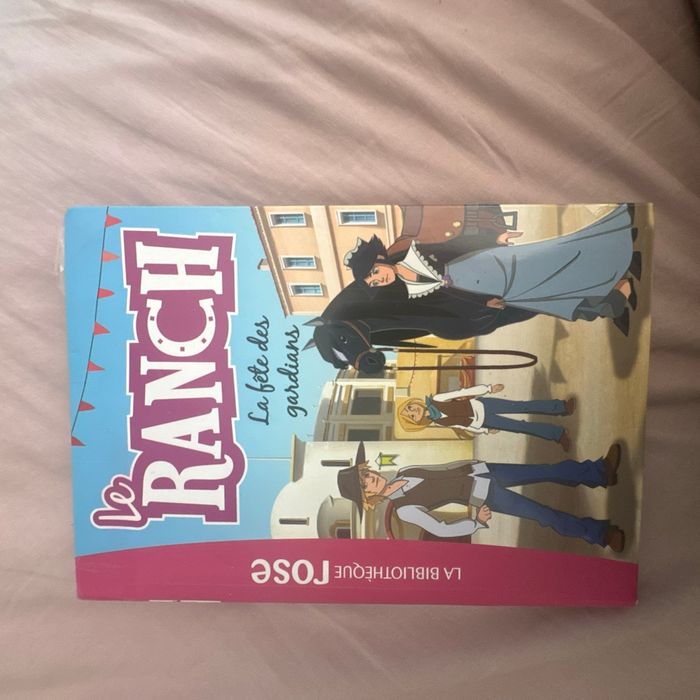 Le
RANCH
La fête des
gardians
LA BIBLIOTHÈQUE rose